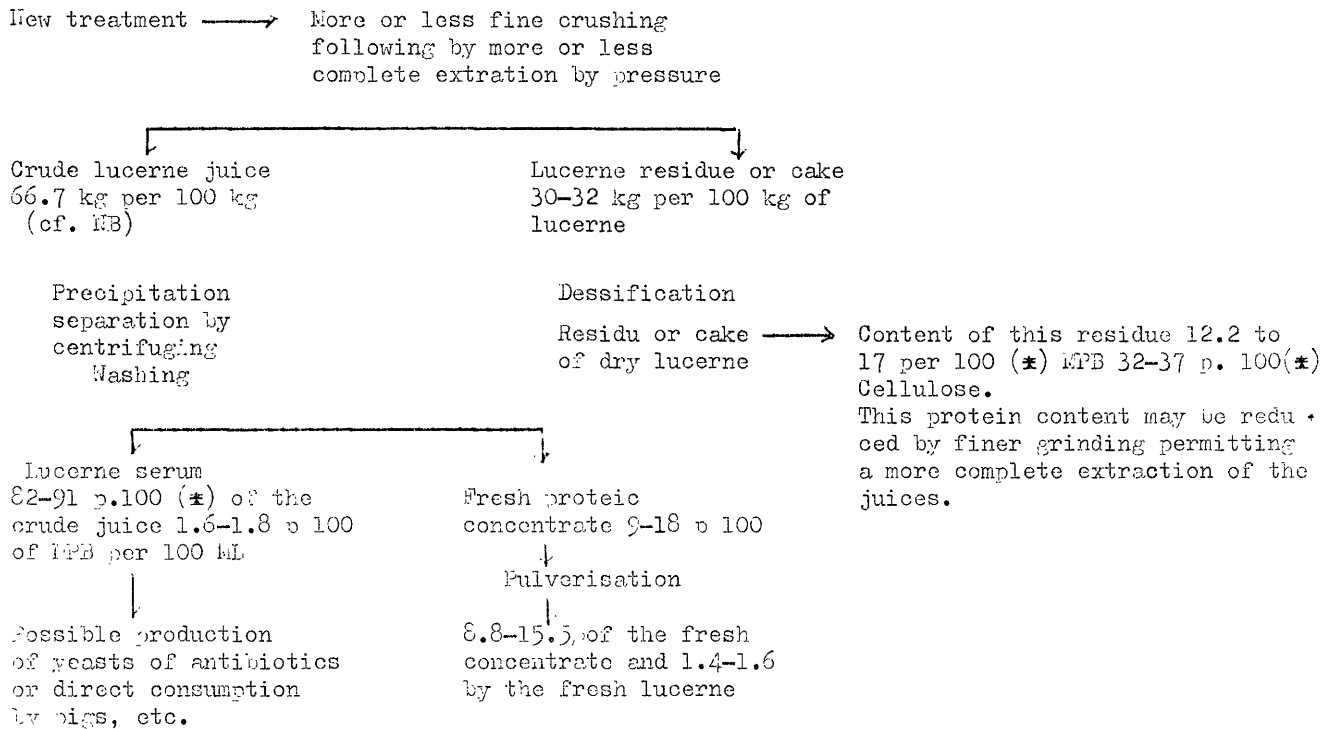 New treatment → More or less fine crushing
following by more or less
complete extration by pressure
Crude lucerne juice
66.7 kg per 100 kg
(cf. NB)
Lucerne residue or cake
30-32 kg per 100 kg of
lucerne
Precipitation
separation by
centrifuging
Washing
Dessification
Residu or cake →
of dry lucerne
Content of this residue 12.2 to
17 per 100 (±) MPB 32-37 p. 100(±)
Cellulose.
This protein content may be redu
ced by finer grinding permitting
a more complete extraction of the
juices.
Lucerne serum
82-91 p.100 (±) of the
crude juice 1.6-1.8 p 100
of MPB per 100 ML
Fresh proteic
concentrate 9-18 p 100
Pulverisation
Possible production
of yeasts of antibiotics
or direct consumption
by pigs, etc.
8.8-15.5 of the fresh
concentrate and 1.4-1.6
by the fresh lucerne